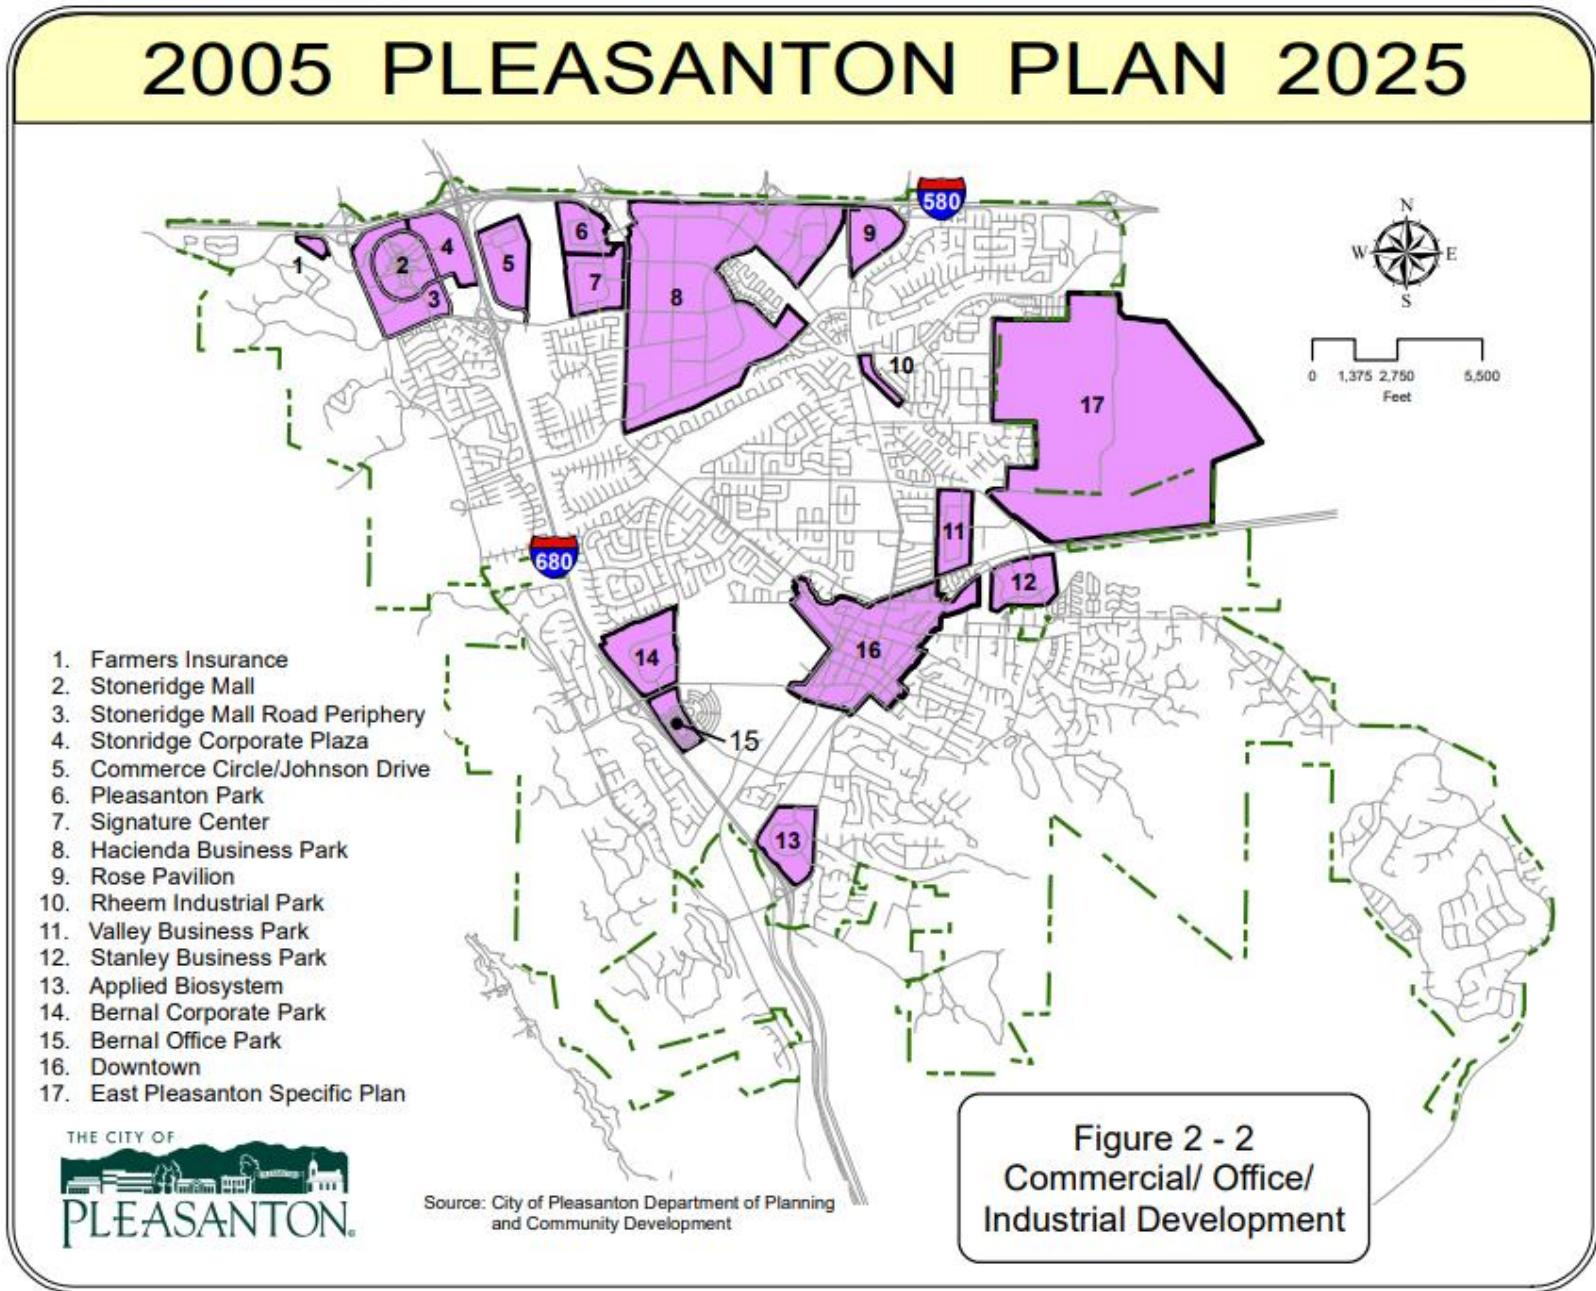 2005 PLEASANTON PLAN 2025
580
N
W
E
S
0 1,375 2,750 5,500
Feet
1
2
3
4
5
6
7
8
9
10
17
11
12
680
14
16
15
13
1. Farmers Insurance
2. Stoneridge Mall
3. Stoneridge Mall Road Periphery
4. Stonridge Corporate Plaza
5. Commerce Circle/Johnson Drive
6. Pleasanton Park
7. Signature Center
8. Hacienda Business Park
9. Rose Pavilion
10. Rheem Industrial Park
11. Valley Business Park
12. Stanley Business Park
13. Applied Biosystem
14. Bernal Corporate Park
15. Bernal Office Park
16. Downtown
17. East Pleasanton Specific Plan
THE CITY OF
PLEASANTON®
Source: City of Pleasanton Department of Planning
and Community Development
Figure 2 - 2
Commercial/ Office/
Industrial Development